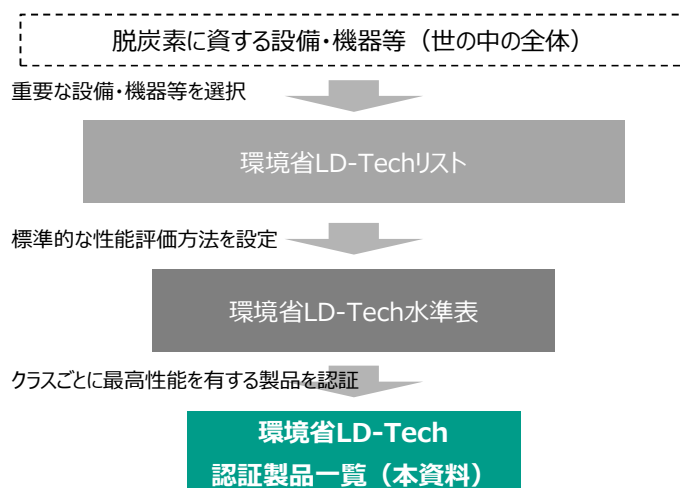 脱炭素に資する設備・機器等（世の中の全体）
重要な設備・機器等を選択
環境省LD-Techリスト
標準的な性能評価方法を設定
環境省LD-Tech水準表
クラスごとに最高性能を有する製品を認証
環境省LD-Tech
認証製品一覧（本資料）